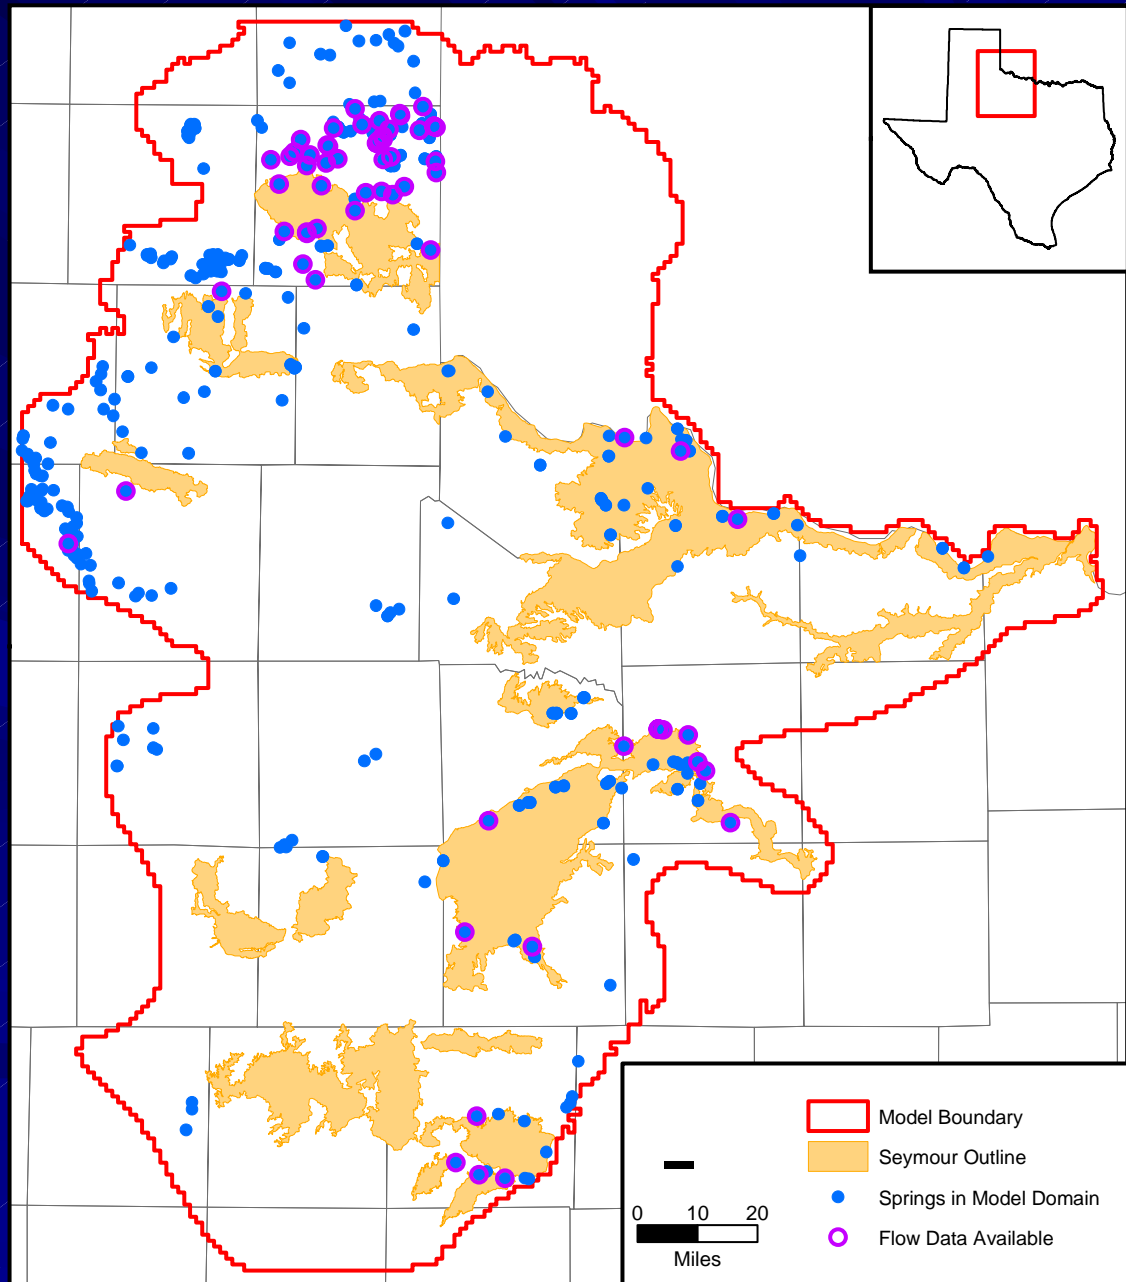 Model Boundary
Seymour Outline
Springs in Model Domain
Flow Data Available
0 10 20
Miles